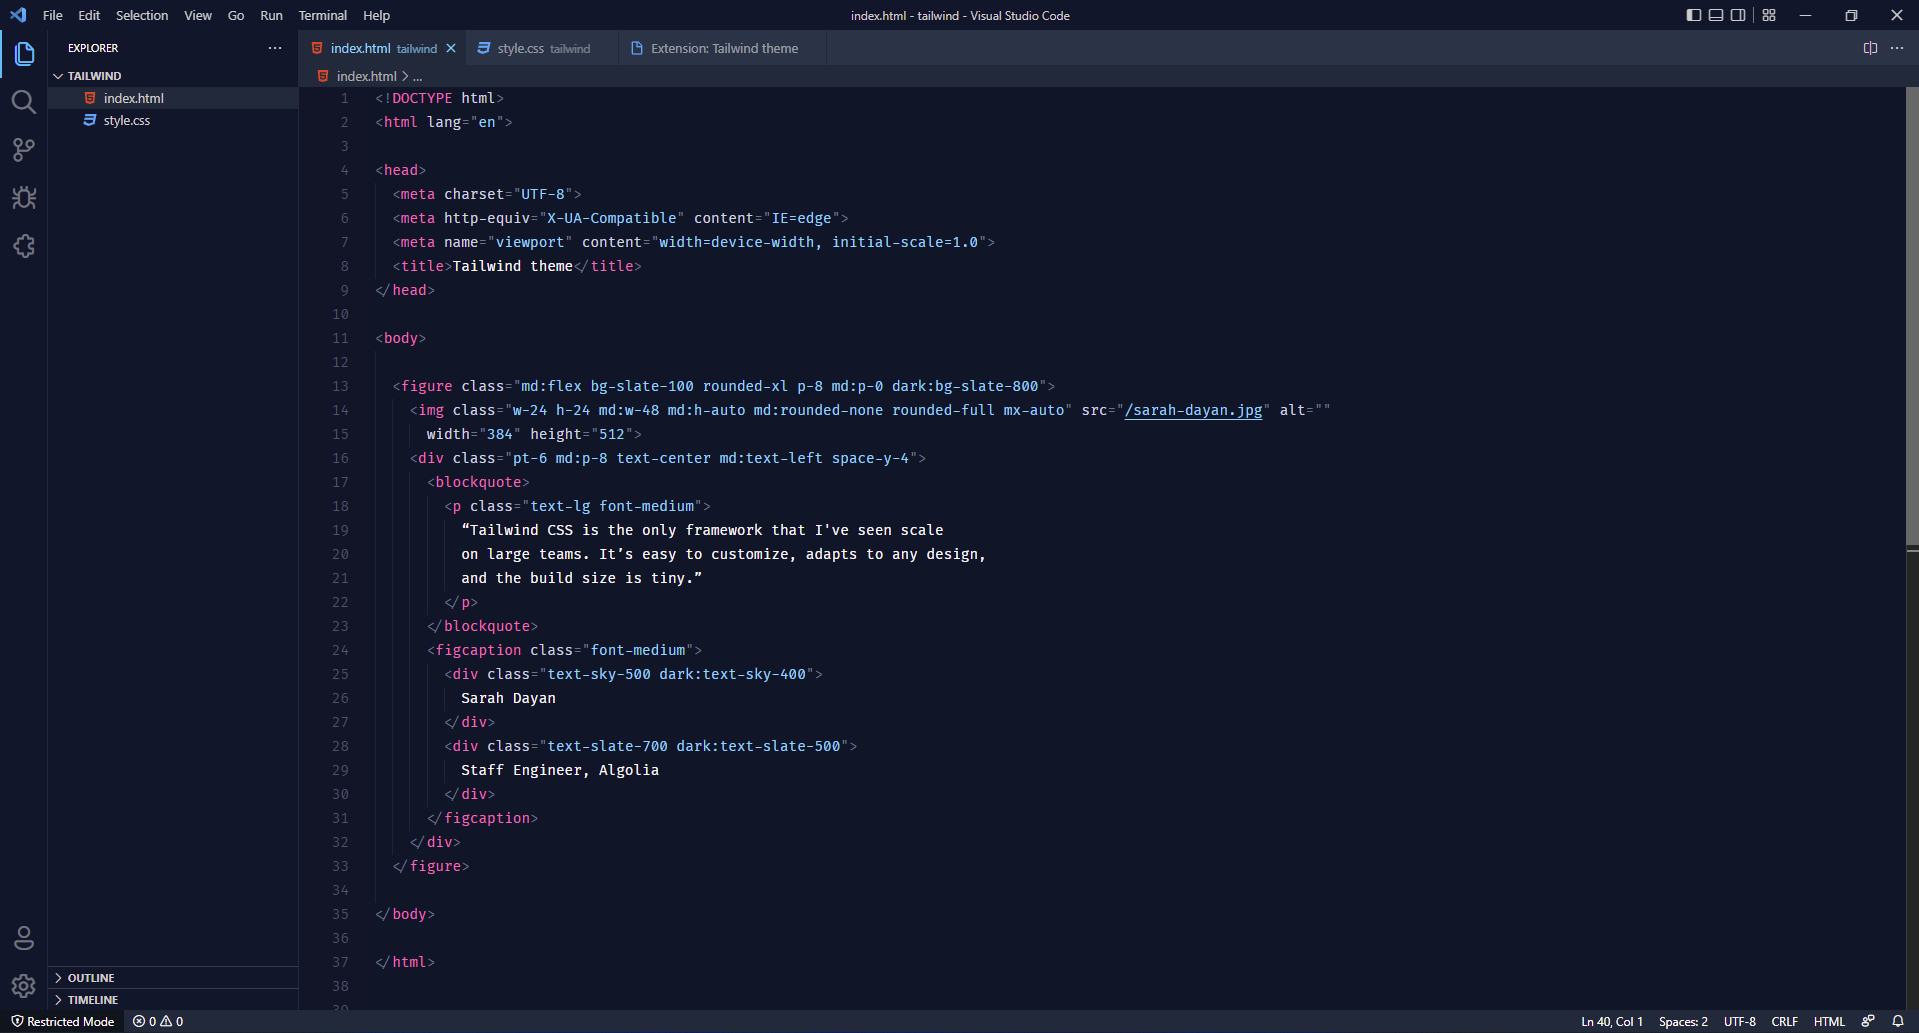 File Edit Selection View Go Run Terminal Help
index.html - tailwind - Visual Studio Code
EXPLORER
TAILWIND
index.html
style.css
OUTLINE
TIMELINE
index.html tailwind
style.css tailwind
Extension: Tailwind theme
index.html > ...
1 <!DOCTYPE html>
2 <html lang="en">
3
4 <head>
5 <meta charset="UTF-8">
6 <meta http-equiv="X-UA-Compatible" content="IE=edge">
7 <meta name="viewport" content="width=device-width, initial-scale=1.0">
8 <title>Tailwind theme</title>
9 </head>
10
11 <body>
12
13 <figure class="md:flex bg-slate-100 rounded-xl p-8 md:p-0 dark:bg-slate-800">
14 <img class="w-24 h-24 md:w-48 md:h-auto md:rounded-none rounded-full mx-auto" src="/sarah-dayan.jpg" alt=""
15 width="384" height="512">
16 <div class="pt-6 md:p-8 text-center md:text-left space-y-4">
17 <blockquote>
18 <p class="text-lg font-medium">
19 “Tailwind CSS is the only framework that I've seen scale
20 on large teams. It’s easy to customize, adapts to any design,
21 and the build size is tiny.”
22 </p>
23 </blockquote>
24 <figcaption class="font-medium">
25 <div class="text-sky-500 dark:text-sky-400">
26 Sarah Dayan
27 </div>
28 <div class="text-slate-700 dark:text-slate-500">
29 Staff Engineer, Algolia
30 </div>
31 </figcaption>
32 </div>
33 </figure>
34
35 </body>
36
37 </html>
38
39
Restricted Mode 0 0
Ln 40, Col 1 Spaces: 2 UTF-8 CRLF HTML